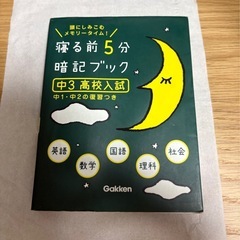 頭にしみこむ
メモリータイム!
寝る前5分
暗記ブック
中3 高校入試
中1・中2の復習つき
英語 数学 国語 理科 社会
Gakken